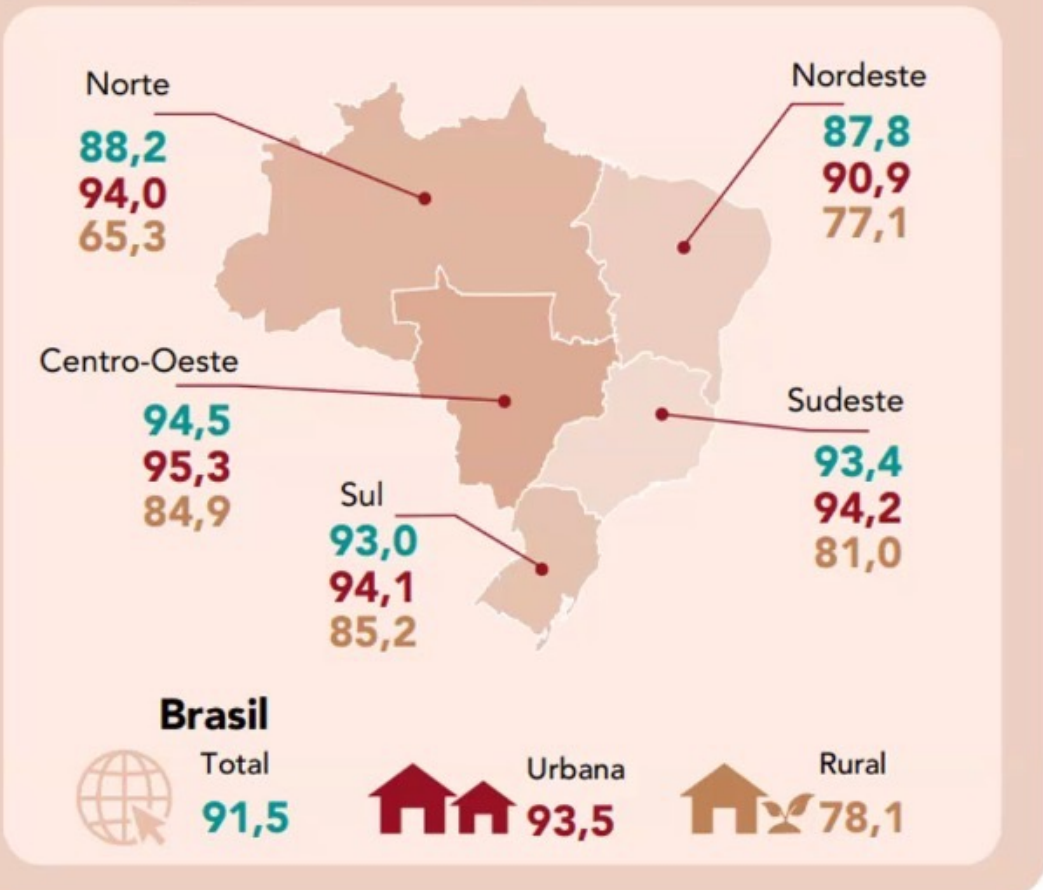 Norte
88,2
94,0
65,3
Nordeste
87,8
90,9
77,1
Centro-Oeste
94,5
95,3
84,9
Sudeste
93,4
94,2
81,0
Sul
93,0
94,1
85,2
Brasil
Total
91,5
Urbana
93,5
Rural
78,1